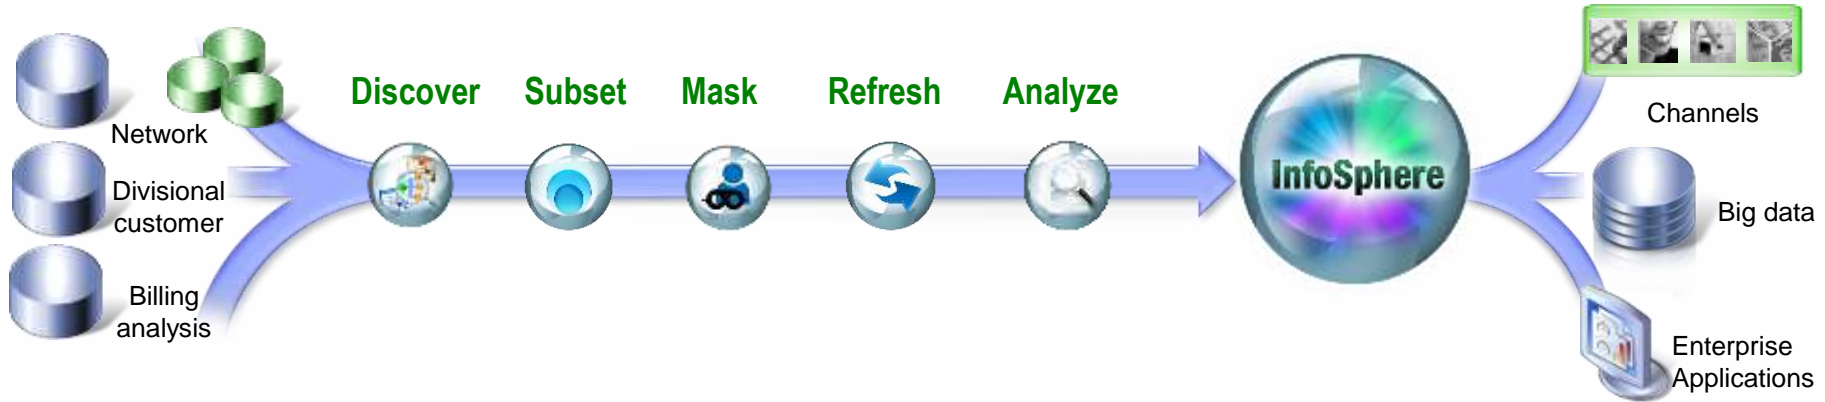 Discover
Subset
Mask
Refresh
Analyze
Network
Divisional
customer
Billing
analysis
InfoSphere
Channels
Big data
Enterprise
Applications